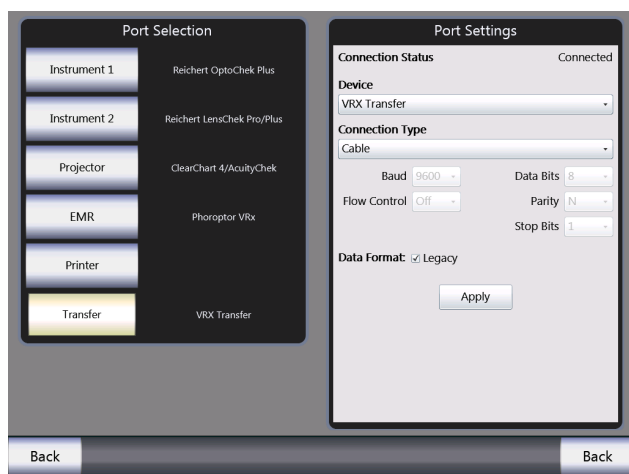 Port Selection
Instrument 1 Reichert OptoChek Plus
Instrument 2 Reichert LensChek Pro/Plus
Projector ClearChart 4/AcuityChek
EMR Phoroptor VRx
Printer
Transfer VRX Transfer
Port Settings
Connection Status Connected
Device
VRX Transfer
Connection Type
Cable
Baud 9600 Data Bits 8
Flow Control Off Parity N
Stop Bits 1
Data Format: Legacy
Apply
Back Back